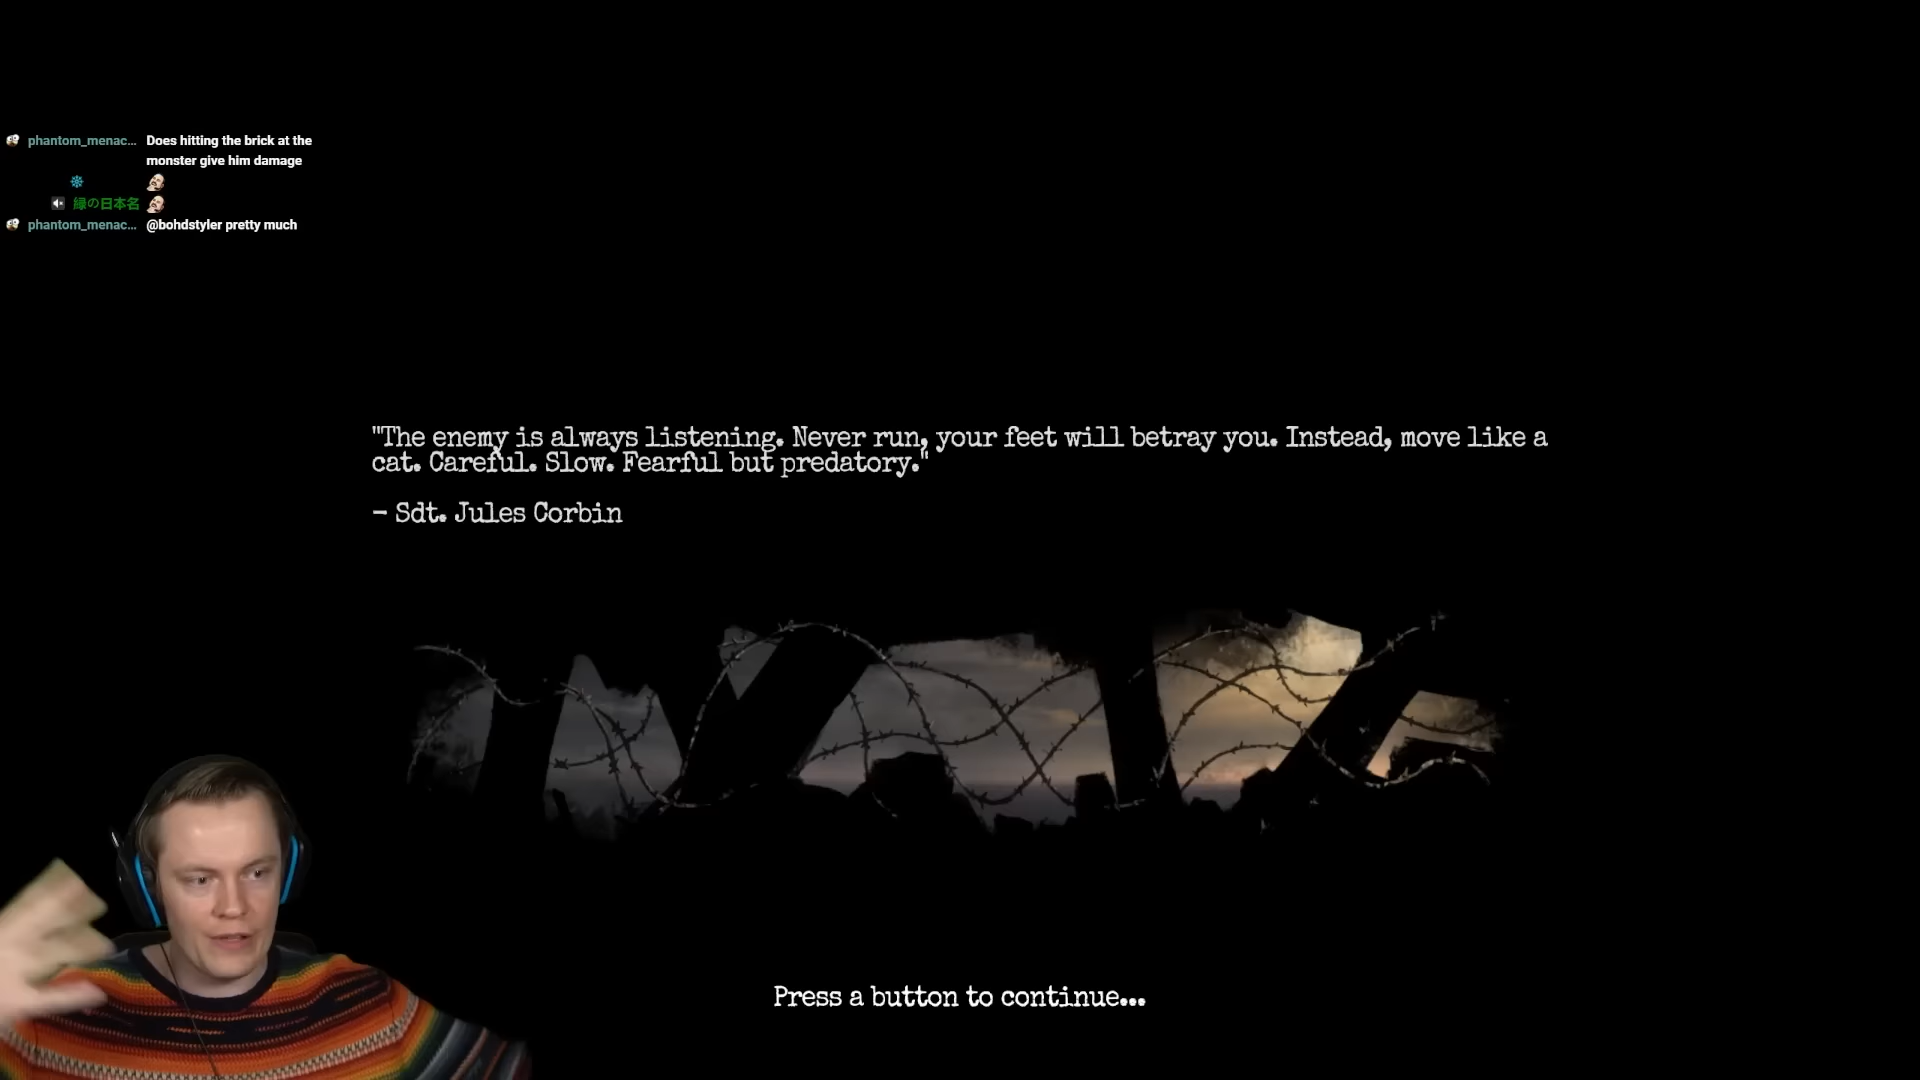 phantom_menac... Does hitting the brick at the
monster give him damage
緑の日本名
phantom_menac... @bohdstyler pretty much
"The enemy is always listening. Never run, your feet will betray you. Instead, move like a
cat. Careful. Slow. Fearful but predatory."
- Sdt. Jules Corbin
Press a button to continue...